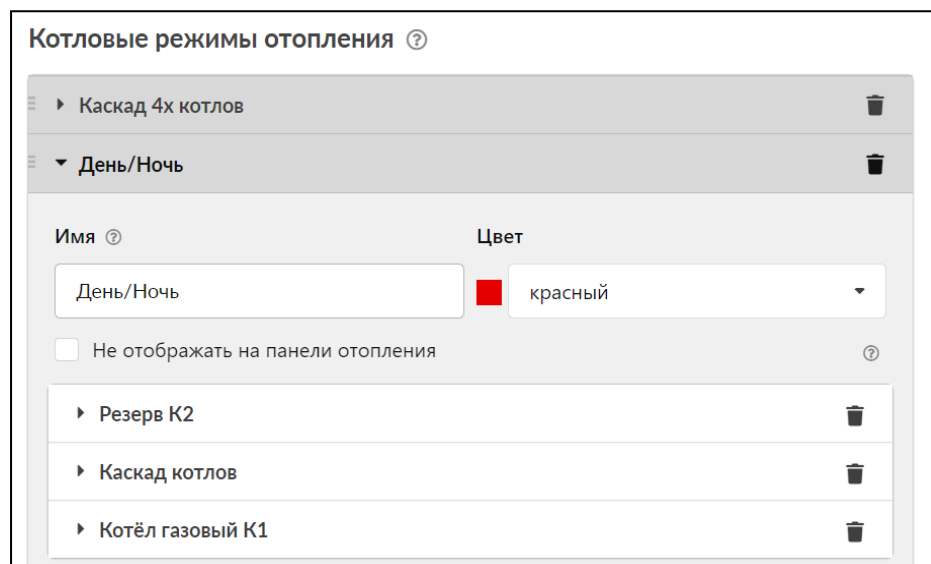 Котловые режимы отопления ?
Каскад 4х котлов
День/Ночь
Имя ? Цвет
День/Ночь красный
Не отображать на панели отопления ?
Резерв К2
Каскад котлов
Котёл газовый К1